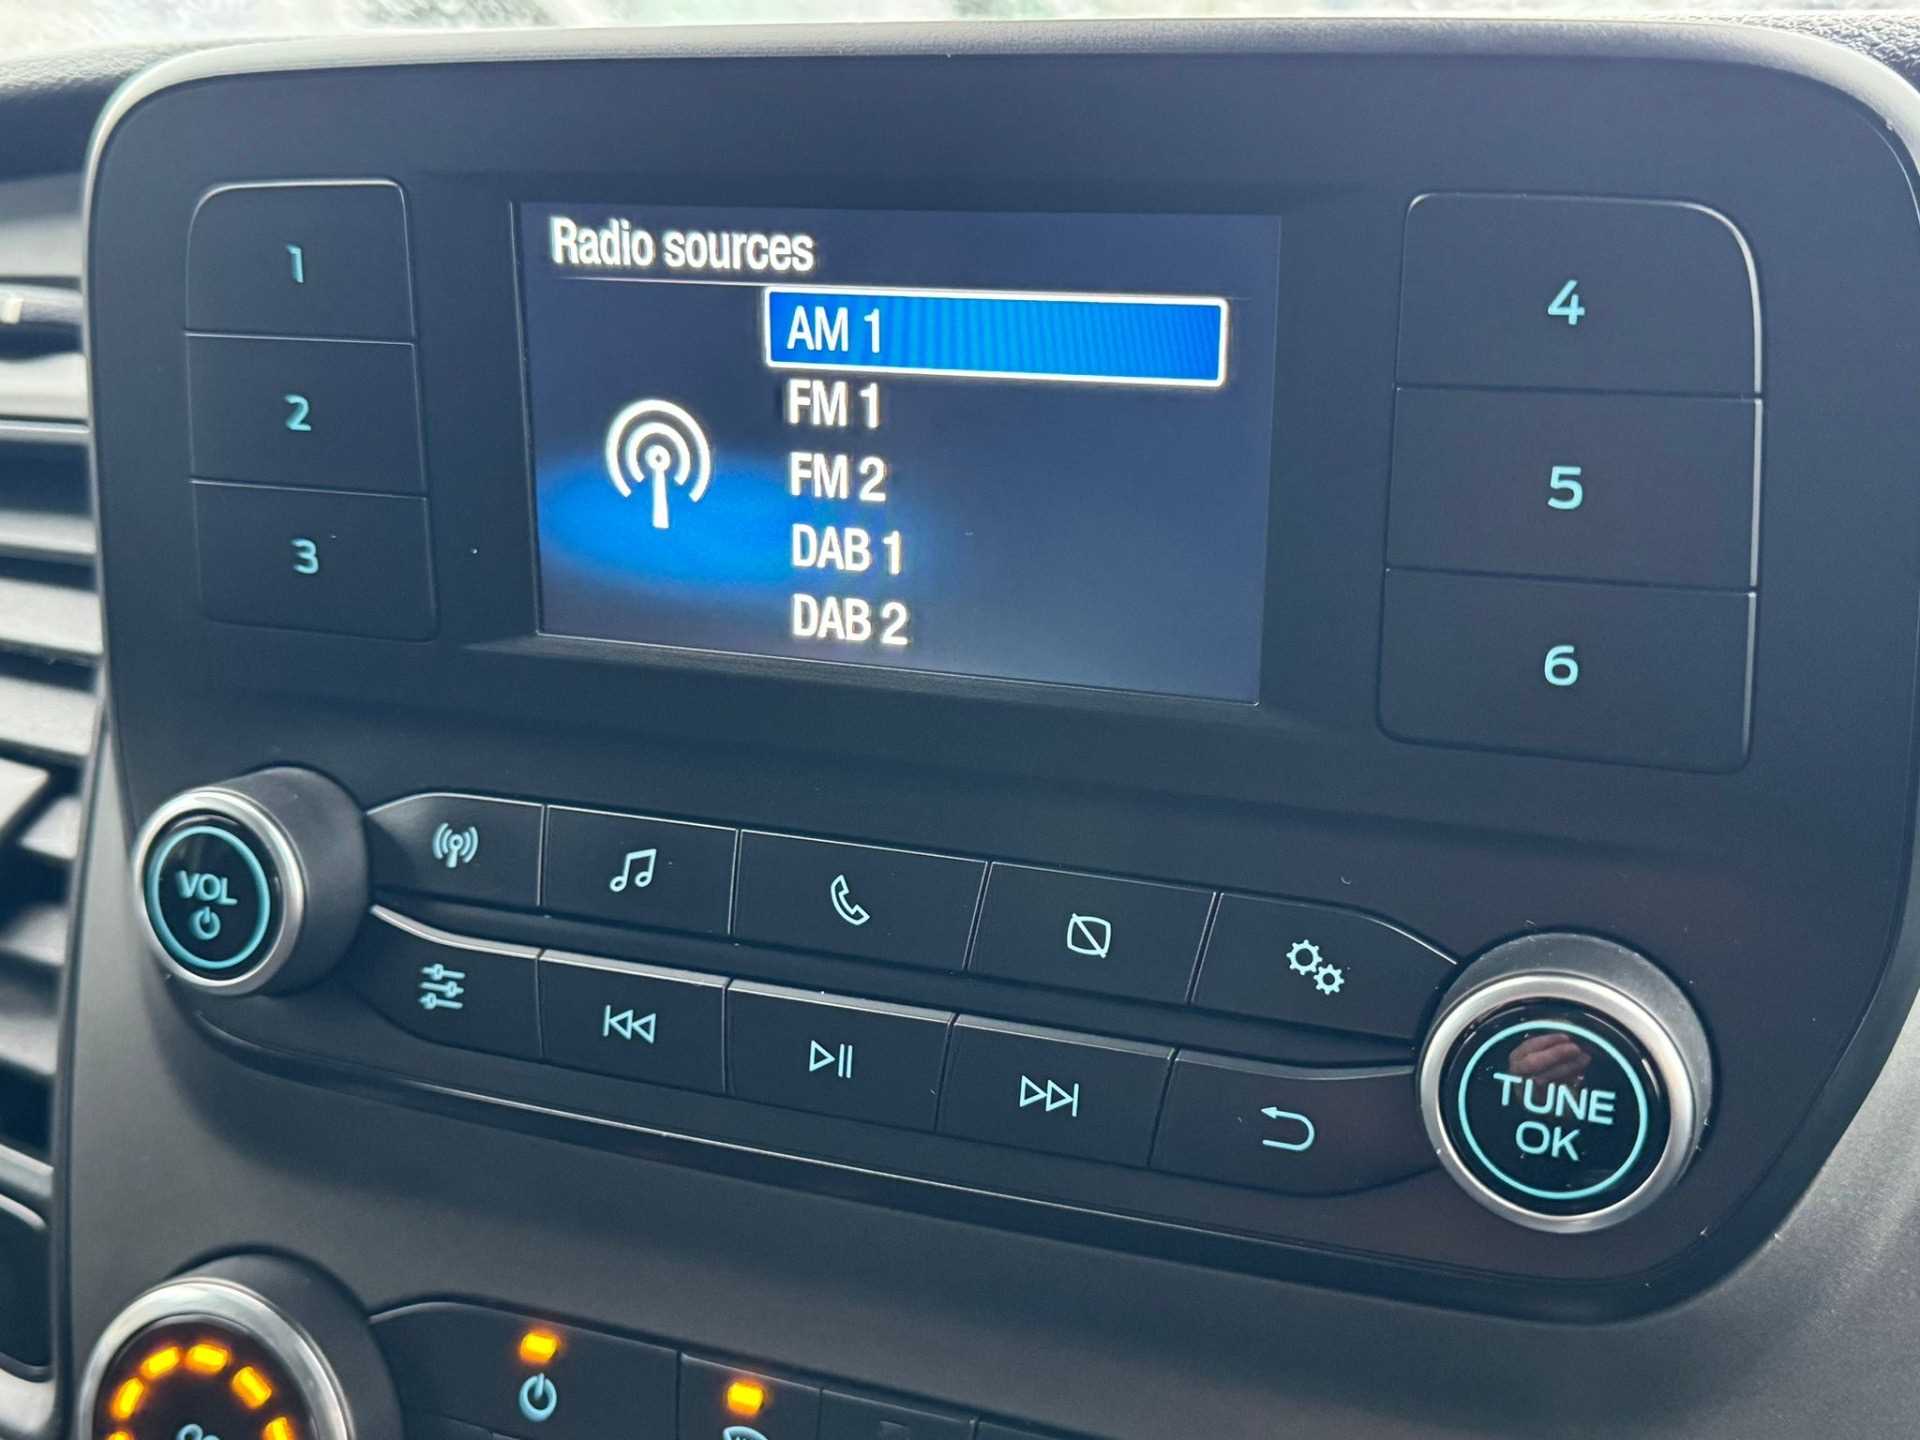 Radio sources
AM 1
FM 1
FM 2
DAB 1
DAB 2
1
2
3
4
5
6
VOL
TUNE
OK